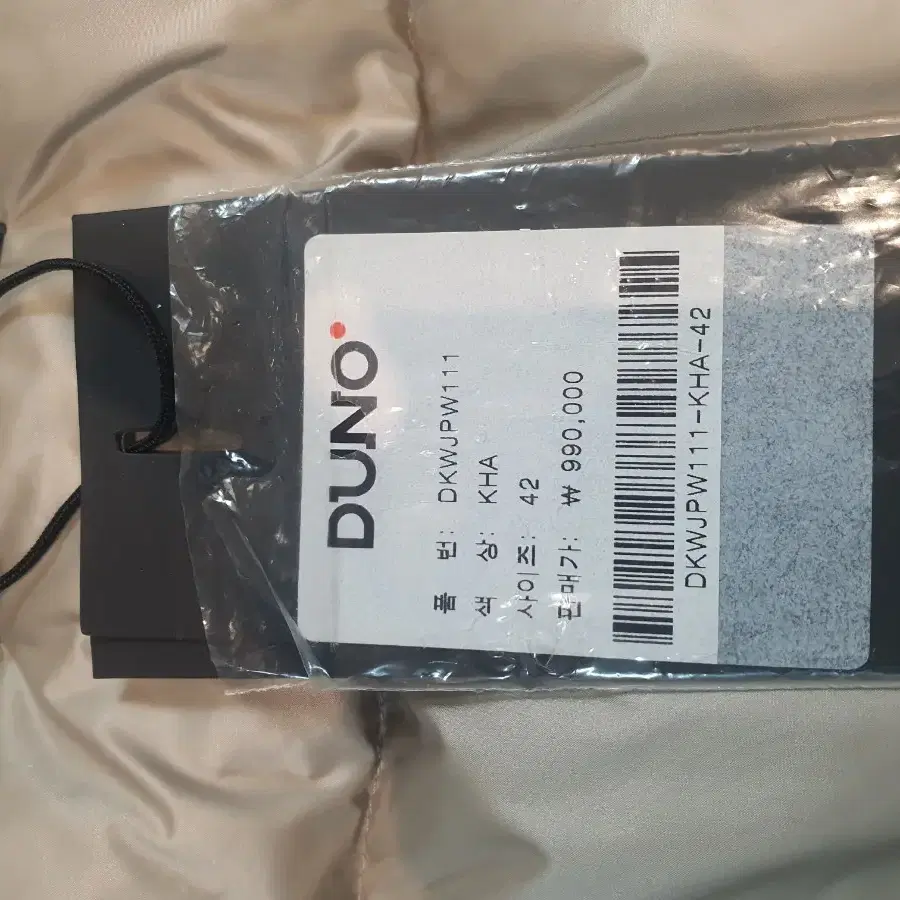 DUNO
품 번: DKWJPW111
색 상: KHA
사이즈: 42
판매가: ₩ 990,000
DKWJPW111-KHA-42